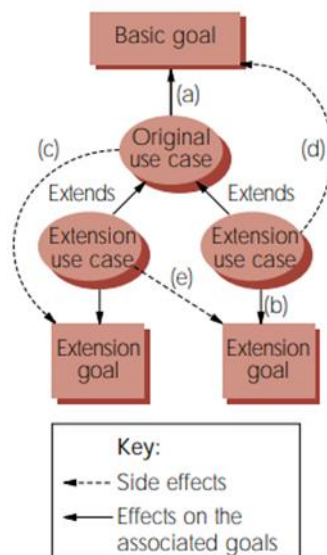 Basic goal
(a)
(c)
Original
use case
(d)
Extends
Extends
Extension
use case
(e)
Extension
use case
(b)
Extension
goal
Extension
goal
Key:
Side effects
Effects on the
associated goals